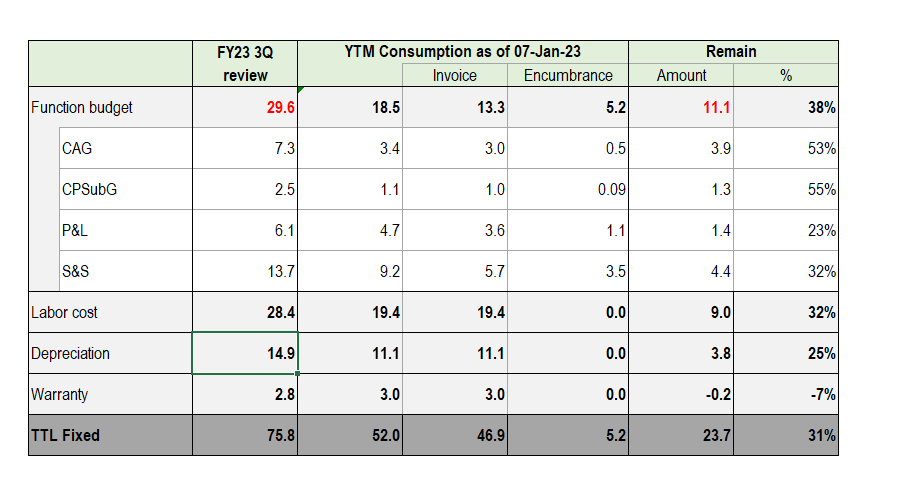 FY23 3Q review YTM Consumption as of 07-Jan-23 Remain
Invoice Encumbrance Amount %
Function budget 29.6 18.5 13.3 5.2 11.1 38%
CAG 7.3 3.4 3.0 0.5 3.9 53%
CPSubG 2.5 1.1 1.0 0.09 1.3 55%
P&L 6.1 4.7 3.6 1.1 1.4 23%
S&S 13.7 9.2 5.7 3.5 4.4 32%
Labor cost 28.4 19.4 19.4 0.0 9.0 32%
Depreciation 14.9 11.1 11.1 0.0 3.8 25%
Warranty 2.8 3.0 3.0 0.0 -0.2 -7%
TTL Fixed 75.8 52.0 46.9 5.2 23.7 31%